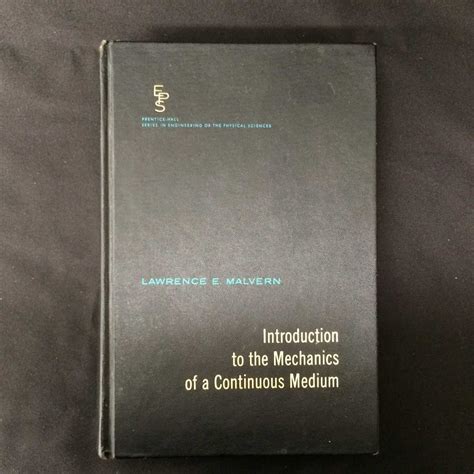 EPS
PRENTICE-HALL
SERIES IN ENGINEERING OF THE PHYSICAL SCIENCES
LAWRENCE E. MALVERN
Introduction
to the Mechanics
of a Continuous Medium